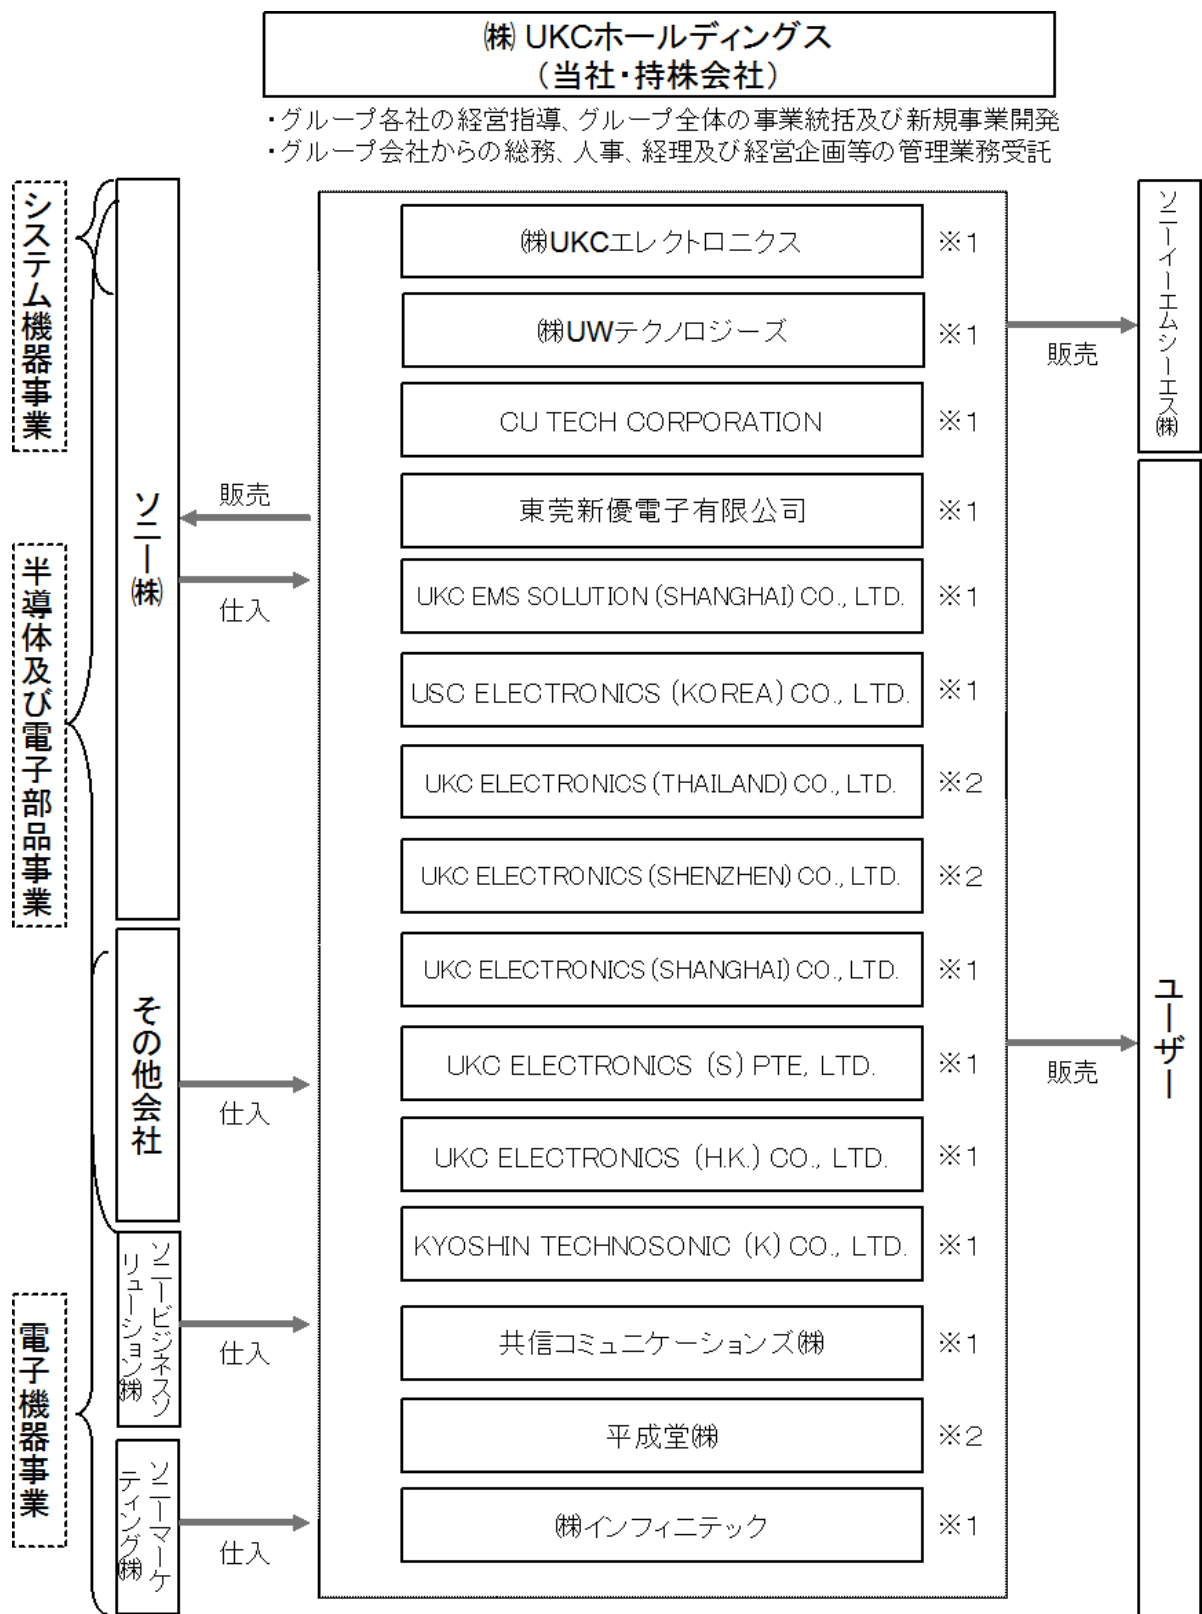 ㈱ UKCホールディングス
（当社・持株会社）
・グループ各社の経営指導、グループ全体の事業統括及び新規事業開発
・グループ会社からの総務、人事、経理及び経営企画等の管理業務受託
システム機器事業
半導体及び電子部品事業
電子機器事業
ソニー㈱
その他会社
ソニービジネスソ
リューション㈱
ソニーマーケ
ティング㈱
販売
仕入
仕入
仕入
仕入
㈱UKCエレクトロニクス ※1
㈱UWテクノロジーズ ※1
CU TECH CORPORATION ※1
東莞新優電子有限公司 ※1
UKC EMS SOLUTION (SHANGHAI) CO., LTD. ※1
USC ELECTRONICS (KOREA) CO., LTD. ※1
UKC ELECTRONICS (THAILAND) CO., LTD. ※2
UKC ELECTRONICS (SHENZHEN) CO., LTD. ※2
UKC ELECTRONICS (SHANGHAI) CO., LTD. ※1
UKC ELECTRONICS (S) PTE, LTD. ※1
UKC ELECTRONICS (H.K.) CO., LTD. ※1
KYOSHIN TECHNOSONIC (K) CO., LTD. ※1
共信コミュニケーションズ㈱ ※1
平成堂㈱ ※2
㈱インフィニテック ※1
販売
販売
ソニーイーエムシーエス㈱
ユーザー